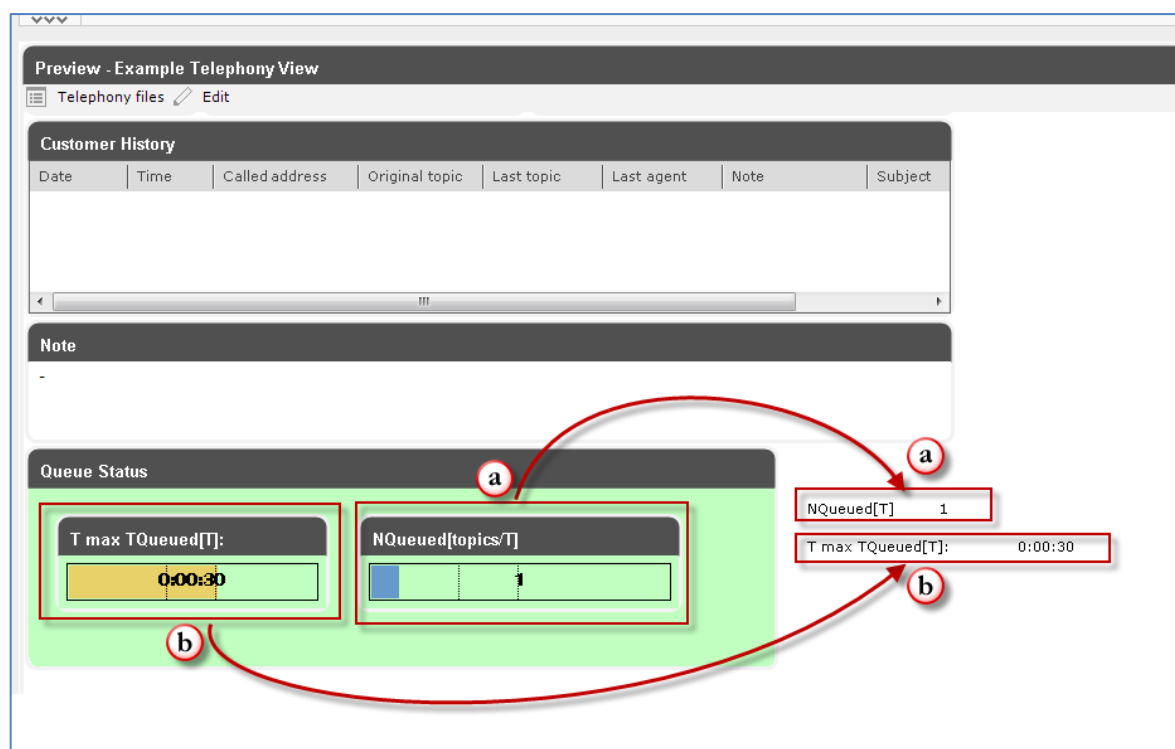 Preview - Example Telephony View
Telephony files Edit
Customer History
Date Time Called address Original topic Last topic Last agent Note Subject
Note
-
Queue Status
a
a
NQueued[T] 1
T max TQueued[T]: NQueued[topics/T]
T max TQueued[T]: 0:00:30
0:00:30 1
b
b